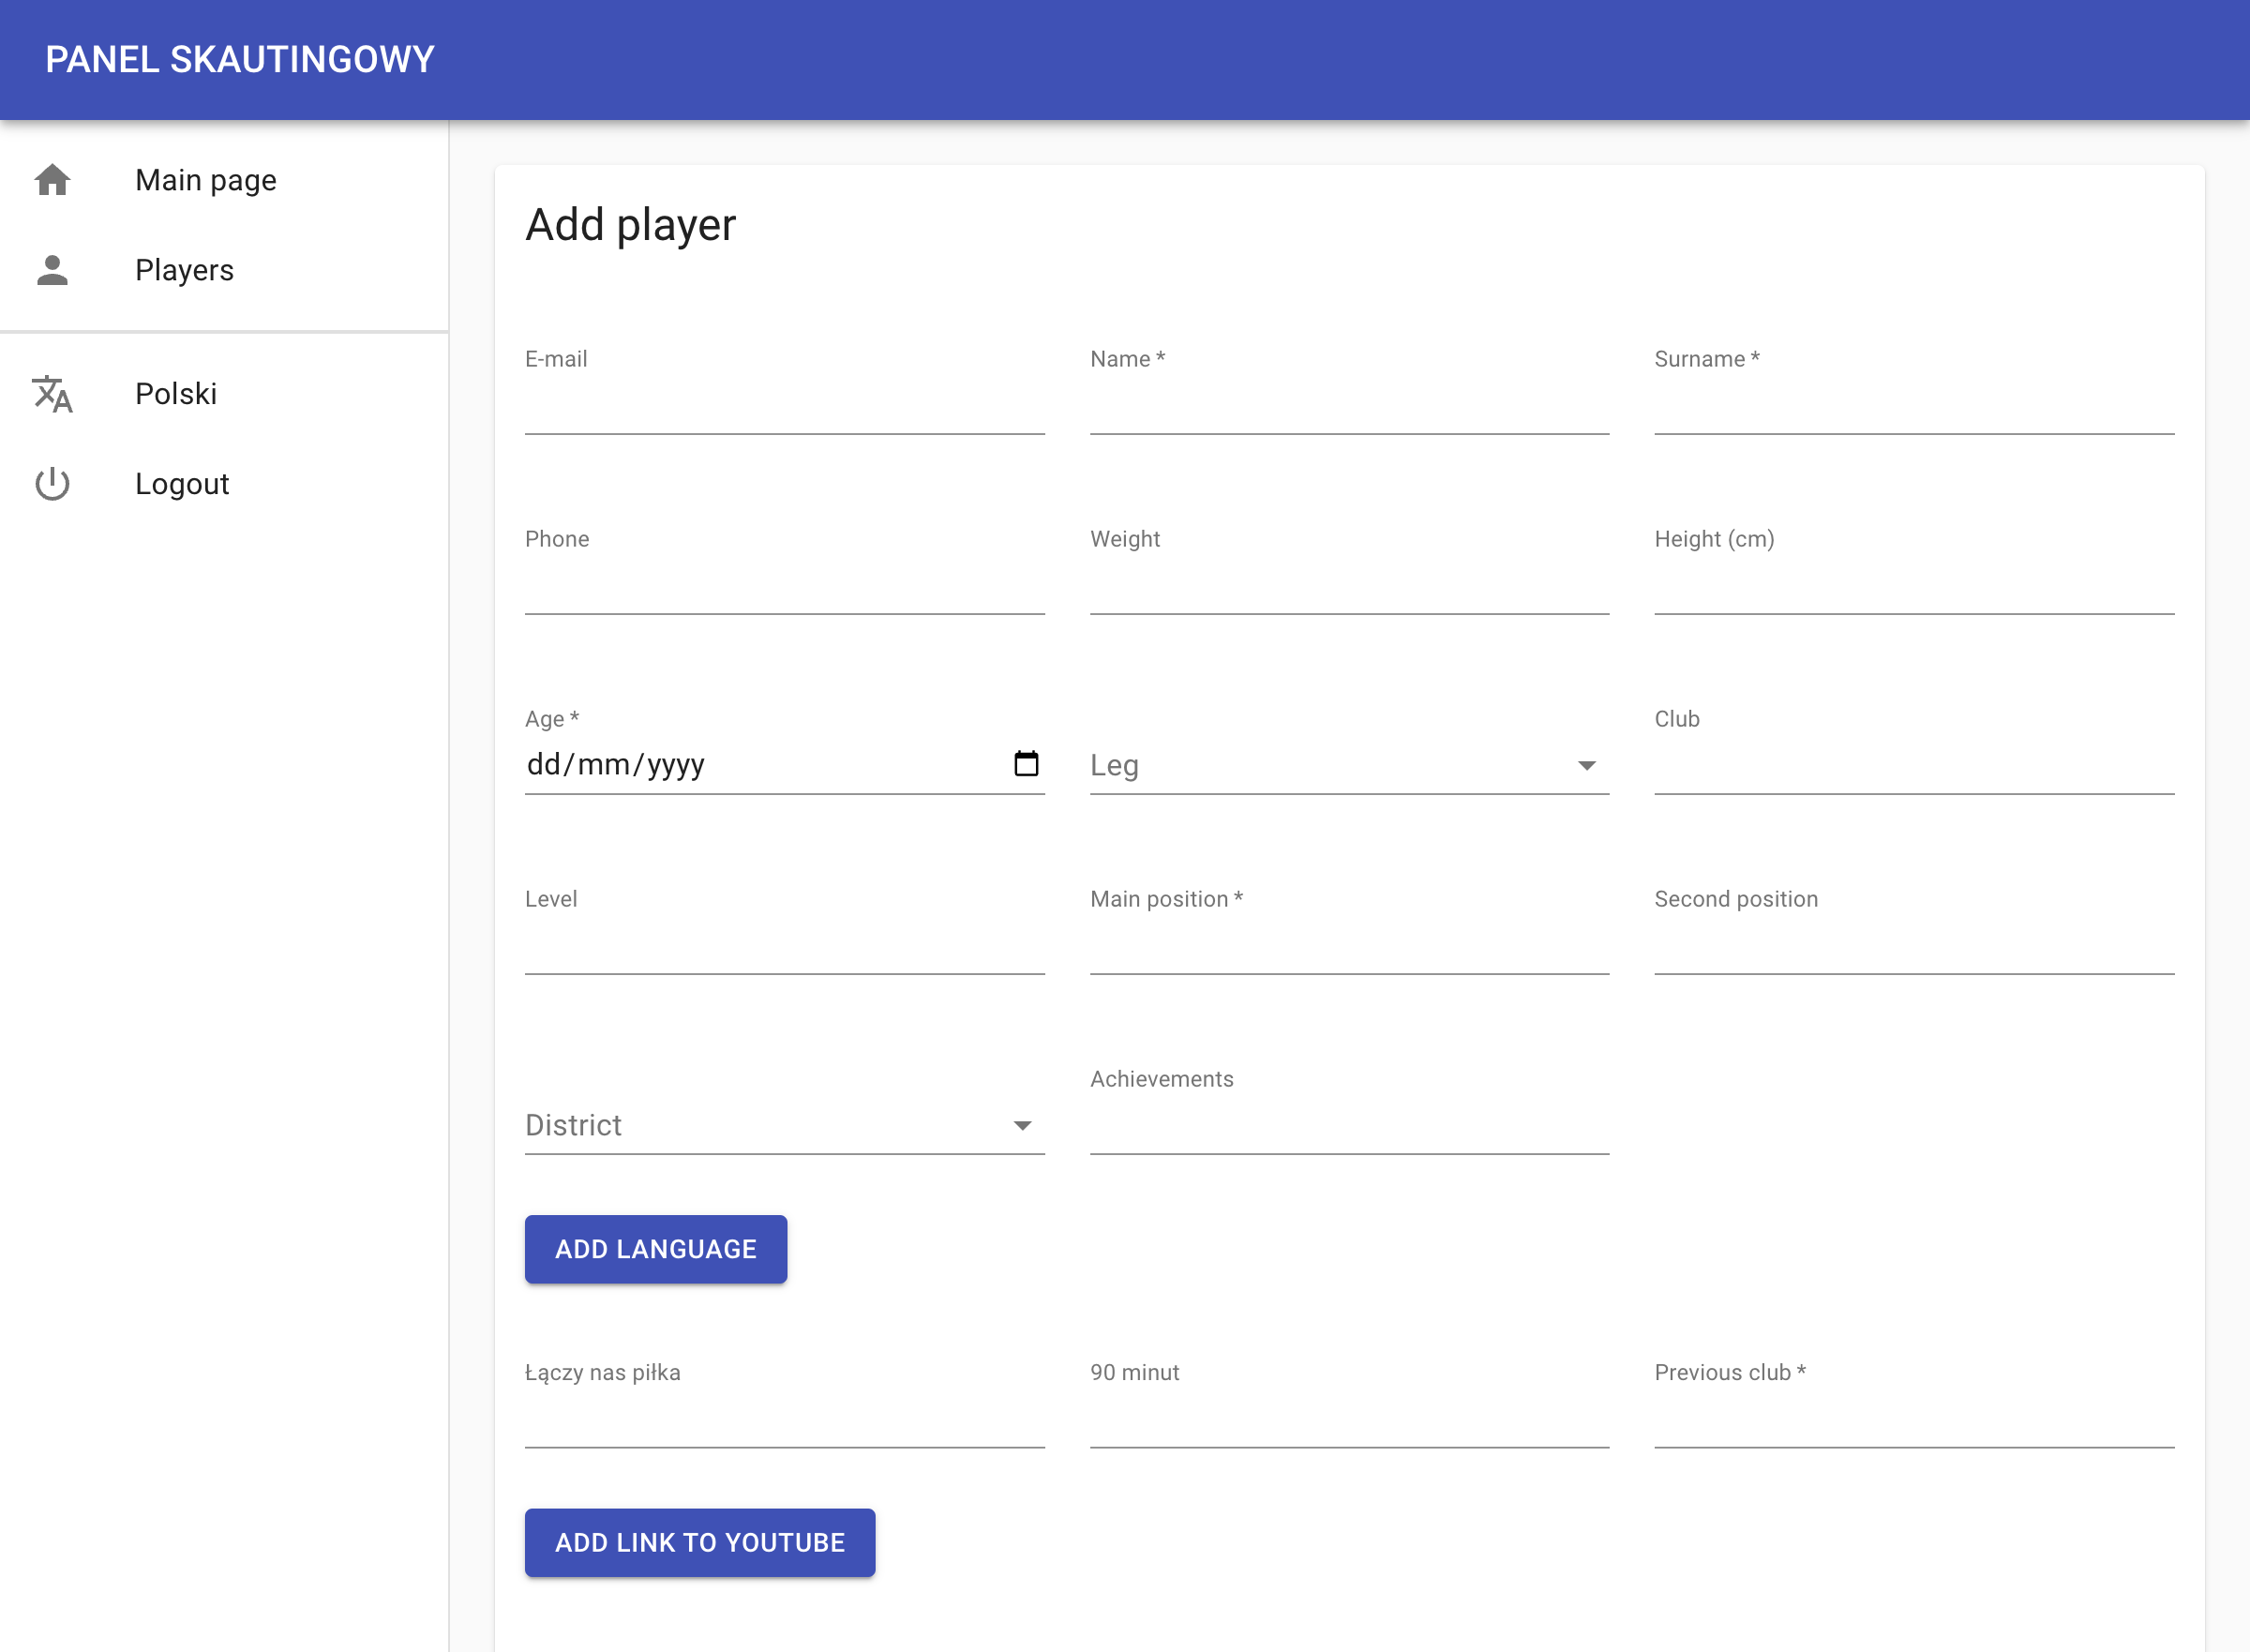 PANEL SKAUTINGOWY
Main page
Players
Polski
Logout
Add player
E-mail
Name *
Surname *
Phone
Weight
Height (cm)
Age *
dd/mm/yyyy
Leg
Club
Level
Main position *
Second position
District
Achievements
ADD LANGUAGE
Łączy nas piłka
90 minut
Previous club *
ADD LINK TO YOUTUBE